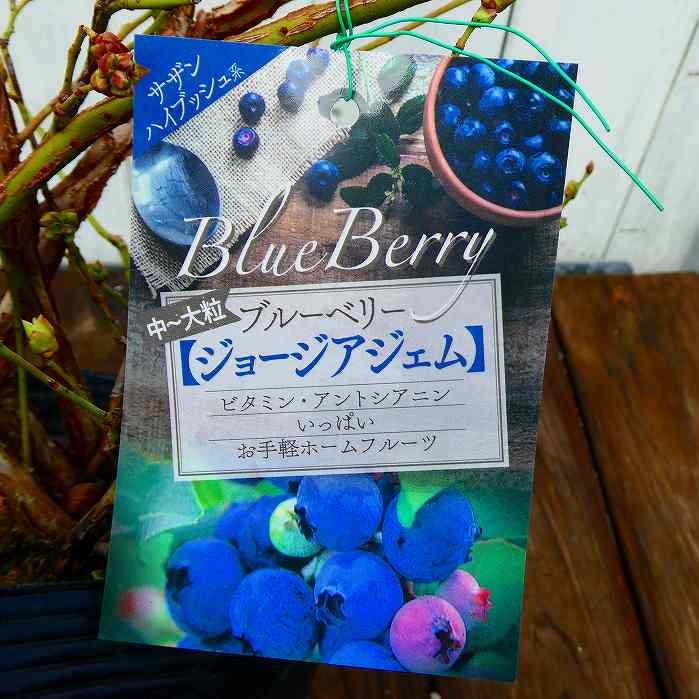 サザン
ハイブッシュ系
BlueBerry
中～大粒
ブルーベリー
【ジョージアジェム】
ビタミン・アントシアニン
いっぱい
お手軽ホームフルーツ